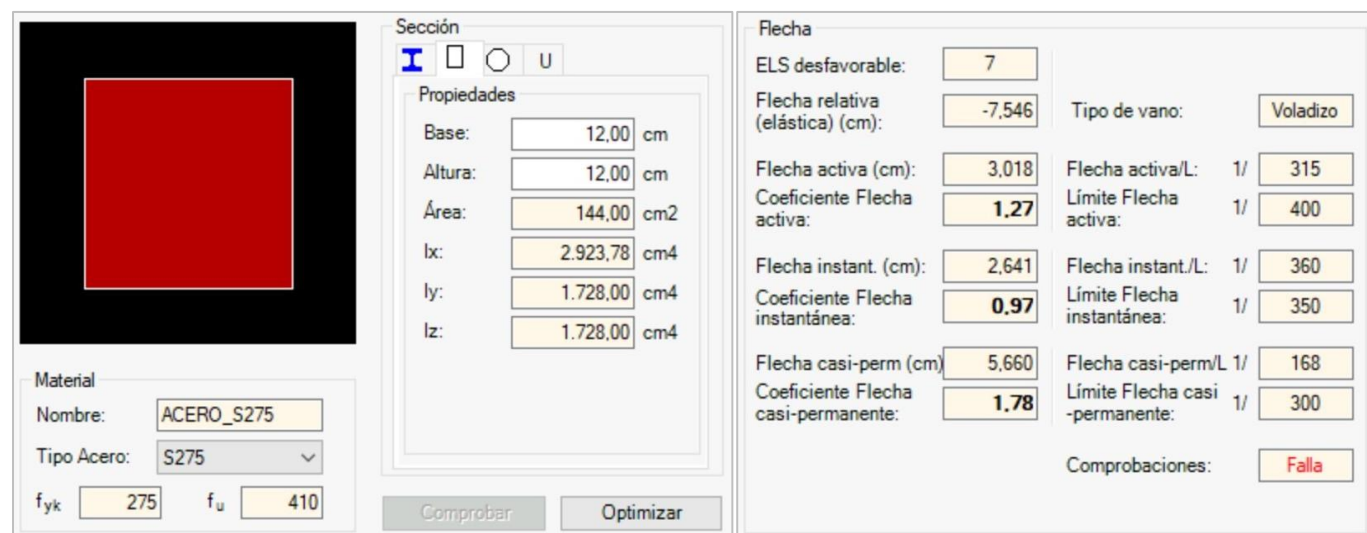 Sección
U
Propiedades
Base: 12,00 cm
Altura: 12,00 cm
Área: 144,00 cm2
Ix: 2.923,78 cm4
Iy: 1.728,00 cm4
Iz: 1.728,00 cm4
Material
Nombre: ACERO_S275
Tipo Acero: S275
fyk 275 fu 410
Comprobar Optimizar
Flecha
ELS desfavorable: 7
Flecha relativa
(elástica) (cm): -7,546 Tipo de vano: Voladizo
Flecha activa (cm): 3,018 Flecha activa/L: 1/ 315
Coeficiente Flecha
activa: 1,27 Límite Flecha
activa: 1/ 400
Flecha instant. (cm): 2,641 Flecha instant./L: 1/ 360
Coeficiente Flecha
instantánea: 0,97 Límite Flecha
instantánea: 1/ 350
Flecha casi-perm (cm) 5,660 Flecha casi-perm/L 1/ 168
Coeficiente Flecha
casi-permanente: 1,78 Límite Flecha casi
-permanente: 1/ 300
Comprobaciones: Falla